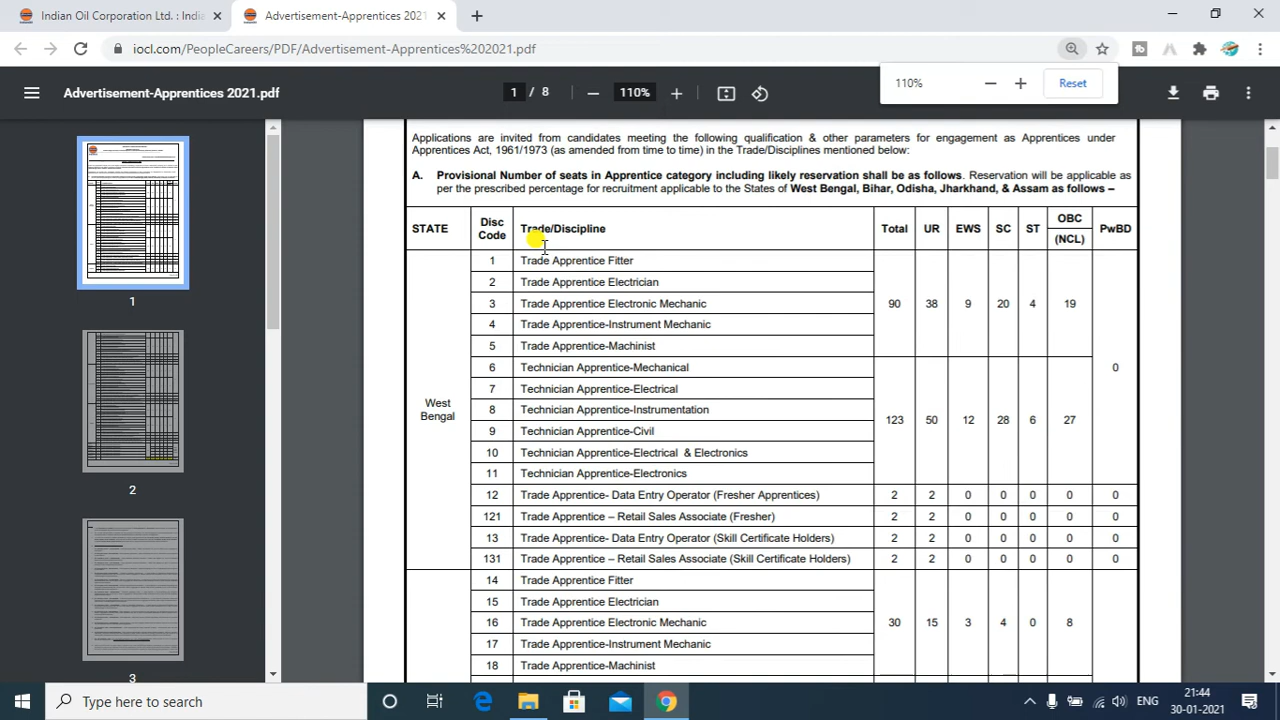 Indian Oil Corporation Ltd. : India
Advertisement-Apprentices 2021
iocl.com/PeopleCareers/PDF/Advertisement-Apprentices%202021.pdf
110%
Reset
Advertisement-Apprentices 2021.pdf
1 / 8
110%
1
2
3
Applications are invited from candidates meeting the following qualification & other parameters for engagement as Apprentices under
Apprentices Act, 1961/1973 (as amended from time to time) in the Trade/Disciplines mentioned below:
A. Provisional Number of seats in Apprentice category including likely reservation shall be as follows. Reservation will be applicable as
per the prescribed percentage for recruitment applicable to the States of West Bengal, Bihar, Odisha, Jharkhand, & Assam as follows –
STATE Disc Code Trade/Discipline Total UR EWS SC ST OBC (NCL) PwBD
West Bengal
1 Trade Apprentice Fitter
2 Trade Apprentice Electrician
3 Trade Apprentice Electronic Mechanic 90 38 9 20 4 19
4 Trade Apprentice-Instrument Mechanic
5 Trade Apprentice-Machinist
6 Technician Apprentice-Mechanical 0
7 Technician Apprentice-Electrical
8 Technician Apprentice-Instrumentation 123 50 12 28 6 27
9 Technician Apprentice-Civil
10 Technician Apprentice-Electrical & Electronics
11 Technician Apprentice-Electronics
12 Trade Apprentice- Data Entry Operator (Fresher Apprentices) 2 2 0 0 0 0 0
121 Trade Apprentice – Retail Sales Associate (Fresher) 2 2 0 0 0 0 0
13 Trade Apprentice- Data Entry Operator (Skill Certificate Holders) 2 2 0 0 0 0 0
131 Trade Apprentice – Retail Sales Associate (Skill Certificate Holders) 2 2 0 0 0 0 0
14 Trade Apprentice Fitter
15 Trade Apprentice Electrician
16 Trade Apprentice Electronic Mechanic 30 15 3 4 0 8
17 Trade Apprentice-Instrument Mechanic
18 Trade Apprentice-Machinist
Type here to search
ENG
21:44
30-01-2021